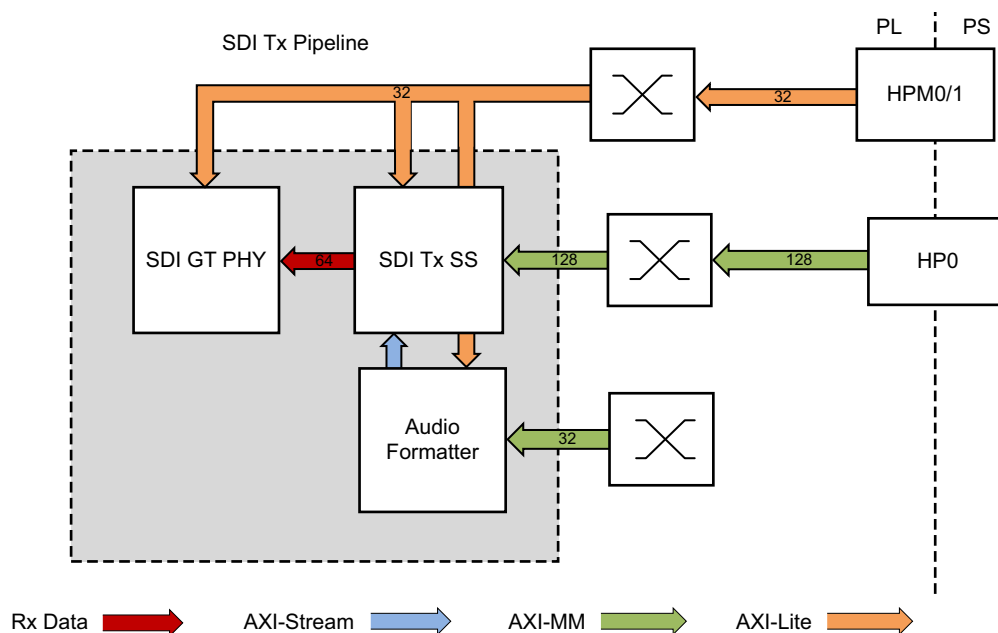 PL PS
SDI Tx Pipeline
32
32
HPM0/1
SDI GT PHY
64
SDI Tx SS
128
128
HP0
Audio
Formatter
32
Rx Data
AXI-Stream
AXI-MM
AXI-Lite